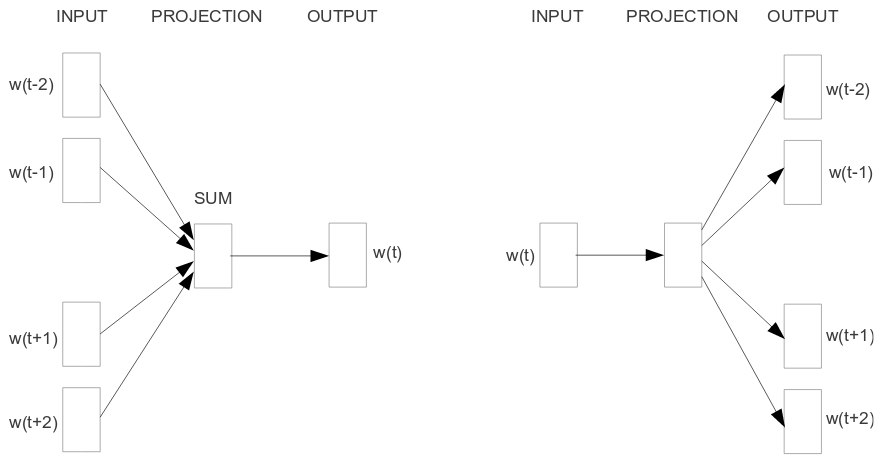 INPUT PROJECTION OUTPUT
w(t-2)
w(t-1)
SUM
w(t)
w(t+1)
w(t+2)
INPUT PROJECTION OUTPUT
w(t)
w(t-2)
w(t-1)
w(t+1)
w(t+2)